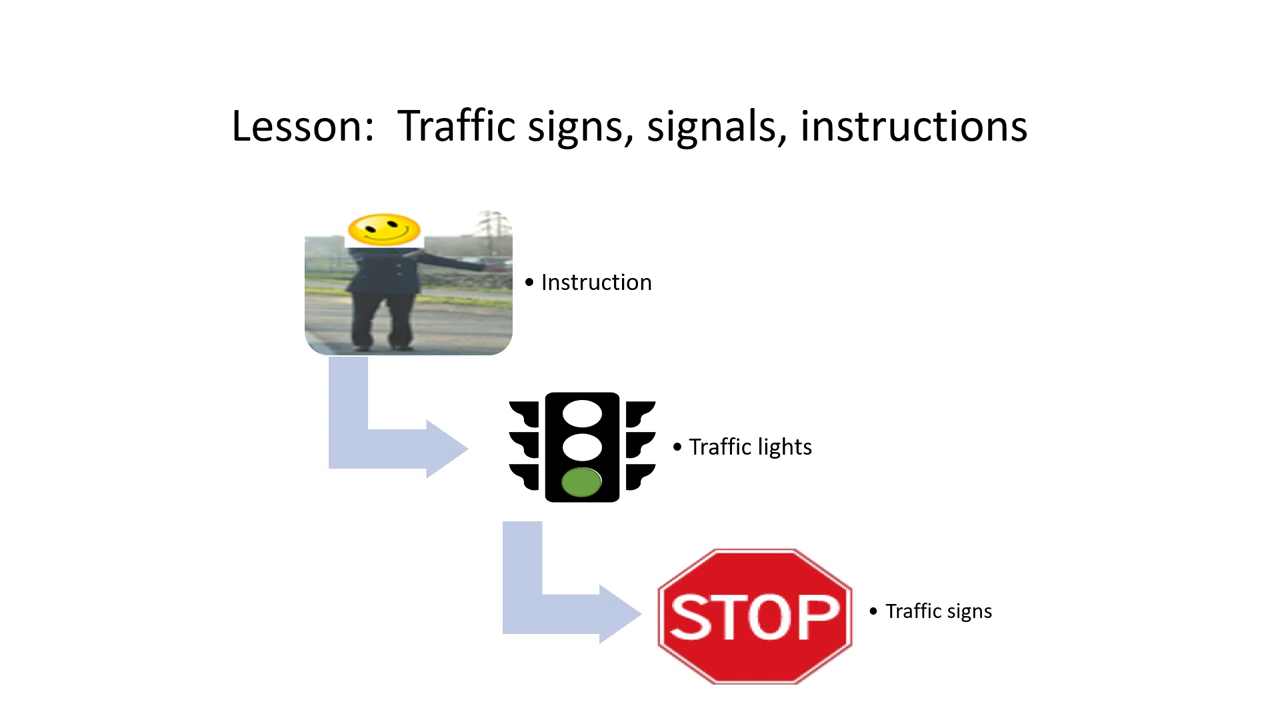 Lesson:  Traffic signs, signals, instructions
• Instruction
• Traffic lights
STOP
• Traffic signs